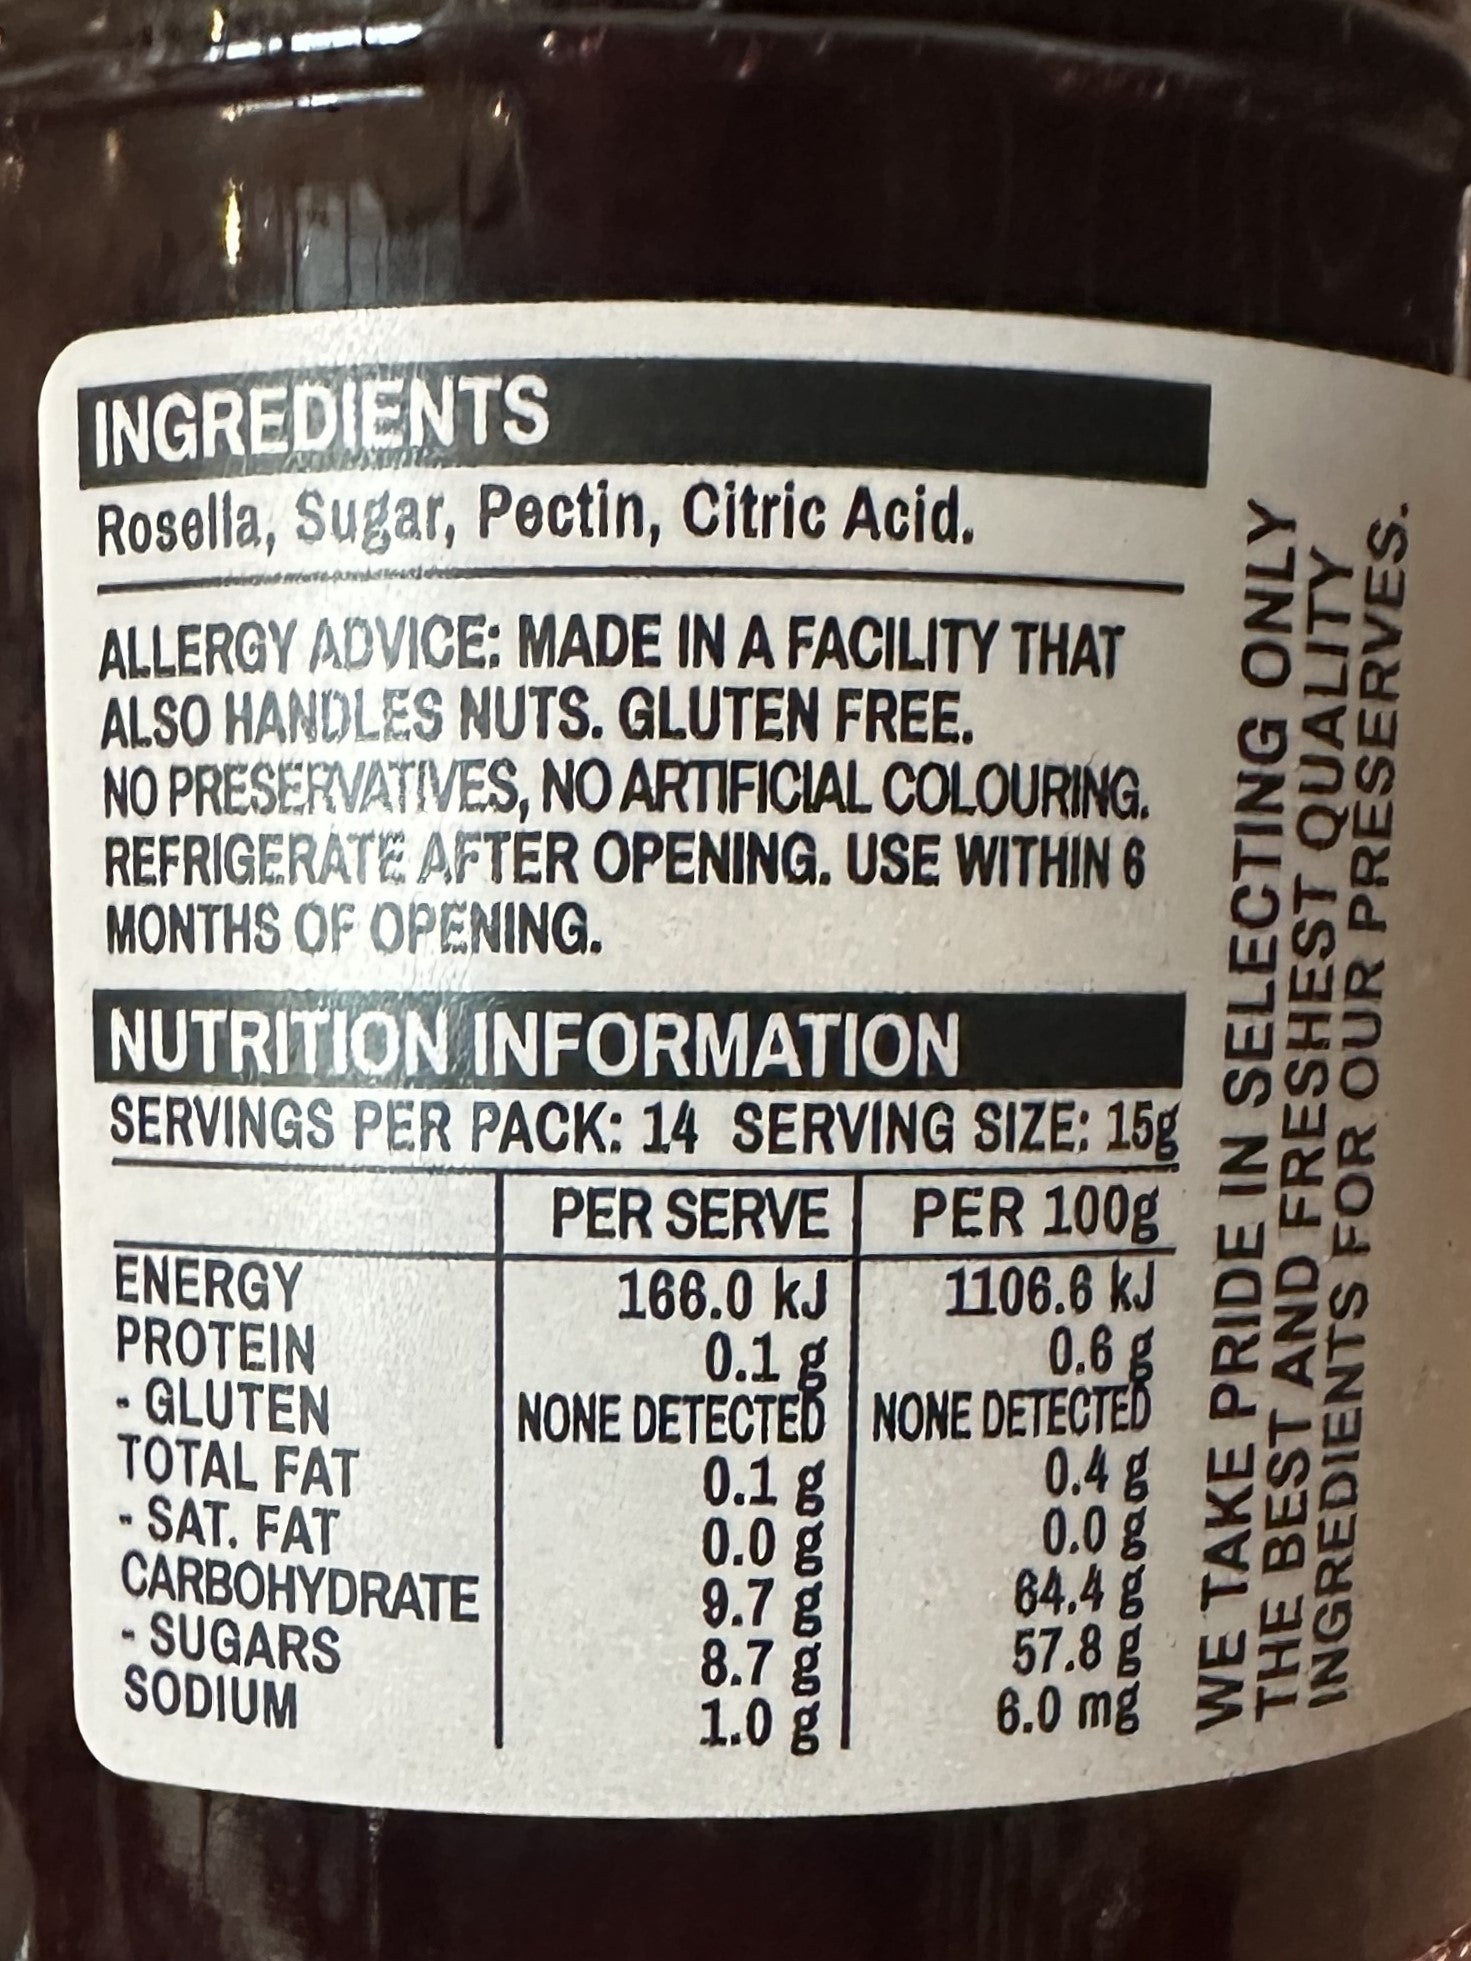 INGREDIENTS
Rosella, Sugar, Pectin, Citric Acid.
ALLERGY ADVICE: MADE IN A FACILITY THAT
ALSO HANDLES NUTS. GLUTEN FREE.
NO PRESERVATIVES, NO ARTIFICIAL COLOURING.
REFRIGERATE AFTER OPENING. USE WITHIN 6
MONTHS OF OPENING.
NUTRITION INFORMATION
SERVINGS PER PACK: 14 SERVING SIZE: 15g
PER SERVE PER 100g
ENERGY 166.0 kJ 1106.6 kJ
PROTEIN 0.1 g 0.6 g
- GLUTEN NONE DETECTED NONE DETECTED
TOTAL FAT 0.1 g 0.4 g
- SAT. FAT 0.0 g 0.0 g
CARBOHYDRATE 9.7 g 64.4 g
- SUGARS 8.7 g 57.8 g
SODIUM 1.0 g 6.0 mg
WE TAKE PRIDE IN SELECTING ONLY
THE BEST AND FRESHEST QUALITY
INGREDIENTS FOR OUR PRESERVES.